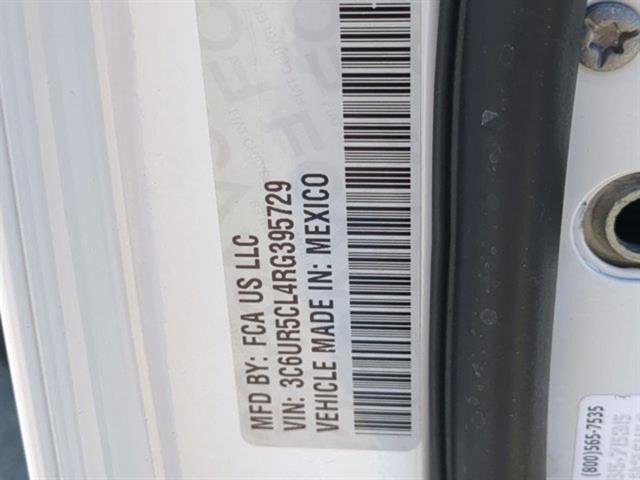 MFD BY: FCA US LLC
VIN: 3C6UR5CL4RG395729
VEHICLE MADE IN: MEXICO
(800)565-7535